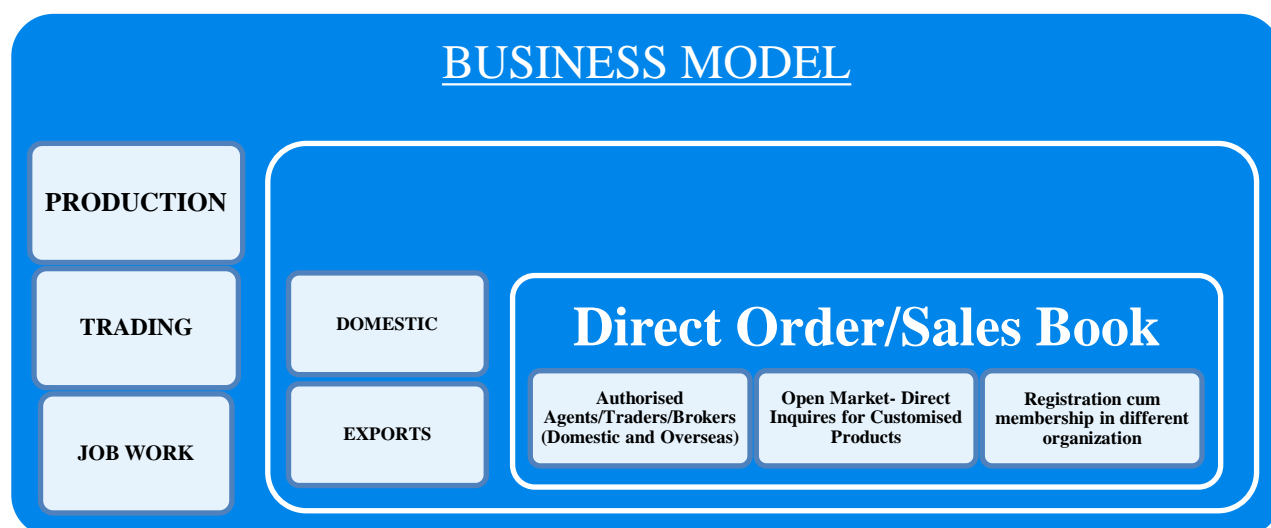 BUSINESS MODEL
PRODUCTION
TRADING
JOB WORK
DOMESTIC
EXPORTS
Direct Order/Sales Book
Authorised
Agents/Traders/Brokers
(Domestic and Overseas)
Open Market- Direct
Inquires for Customised
Products
Registration cum
membership in different
organization